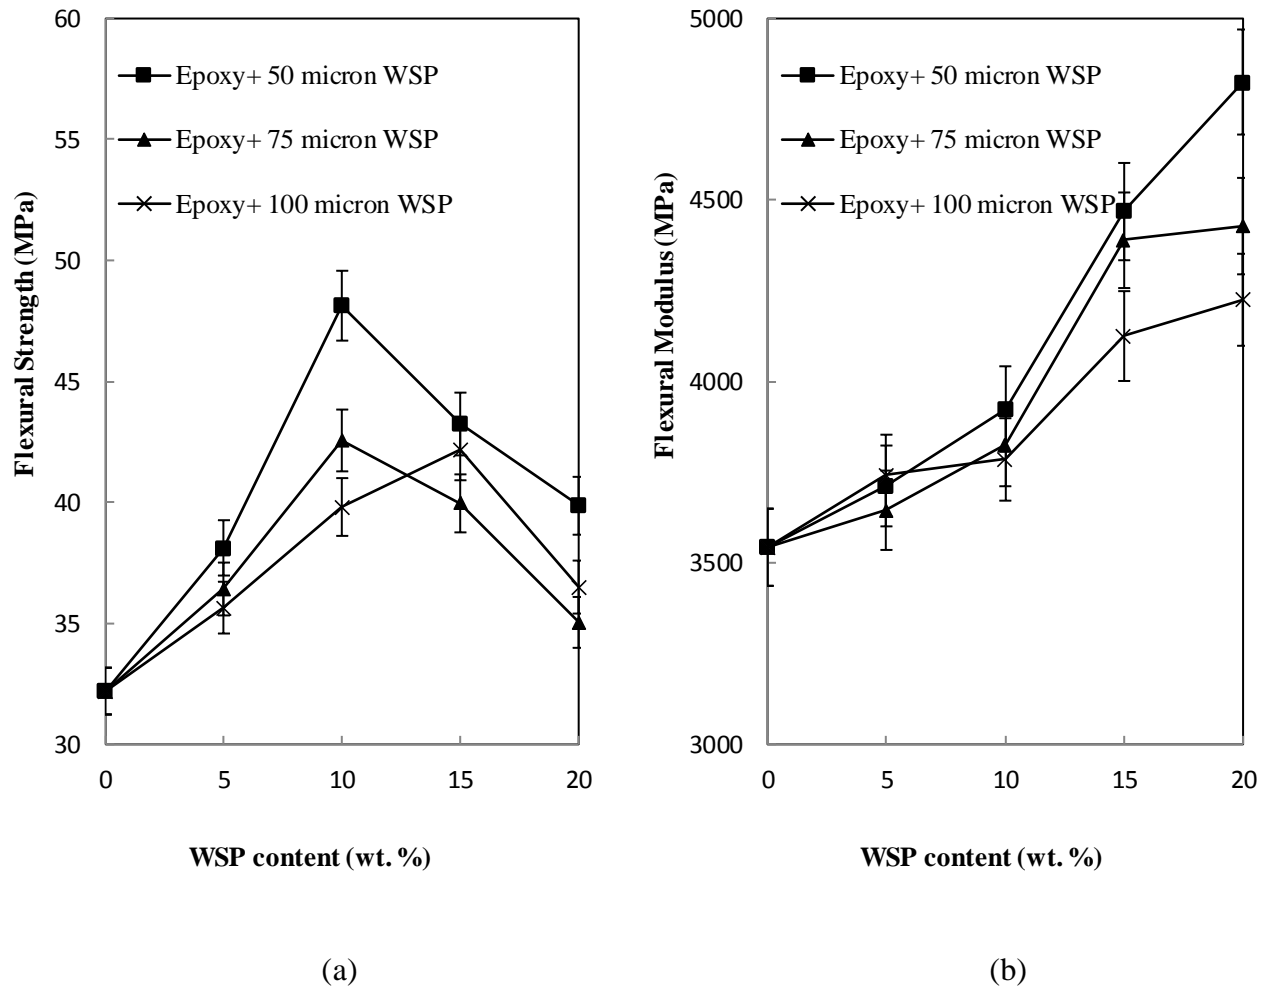 60
55
50
45
40
35
30
Flexural Strength (MPa)
Epoxy+ 50 micron WSP
Epoxy+ 75 micron WSP
Epoxy+ 100 micron WSP
0 5 10 15 20
WSP content (wt. %)
(a)
5000
4500
4000
3500
3000
Flexural Modulus (MPa)
Epoxy+ 50 micron WSP
Epoxy+ 75 micron WSP
Epoxy+ 100 micron WSP
0 5 10 15 20
WSP content (wt. %)
(b)